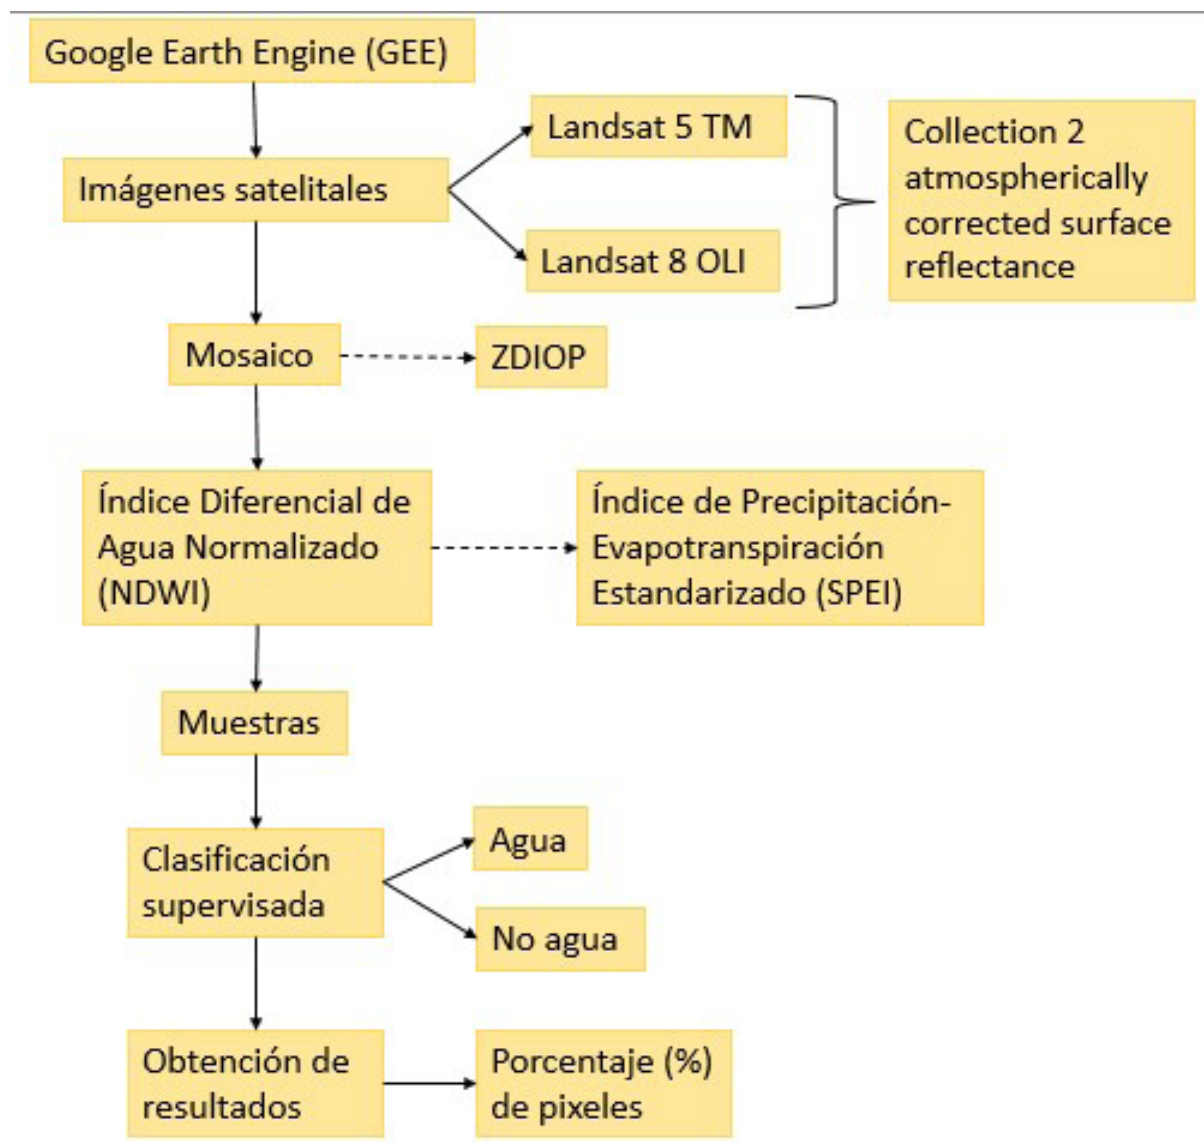 Google Earth Engine (GEE)
Imágenes satelitales
Landsat 5 TM
Landsat 8 OLI
Collection 2
atmospherically
corrected surface
reflectance
Mosaico
ZDIOP
Índice Diferencial de
Agua Normalizado
(NDWI)
Índice de Precipitación-
Evapotranspiración
Estandarizado (SPEI)
Muestras
Clasificación
supervisada
Agua
No agua
Obtención de
resultados
Porcentaje (%)
de pixeles